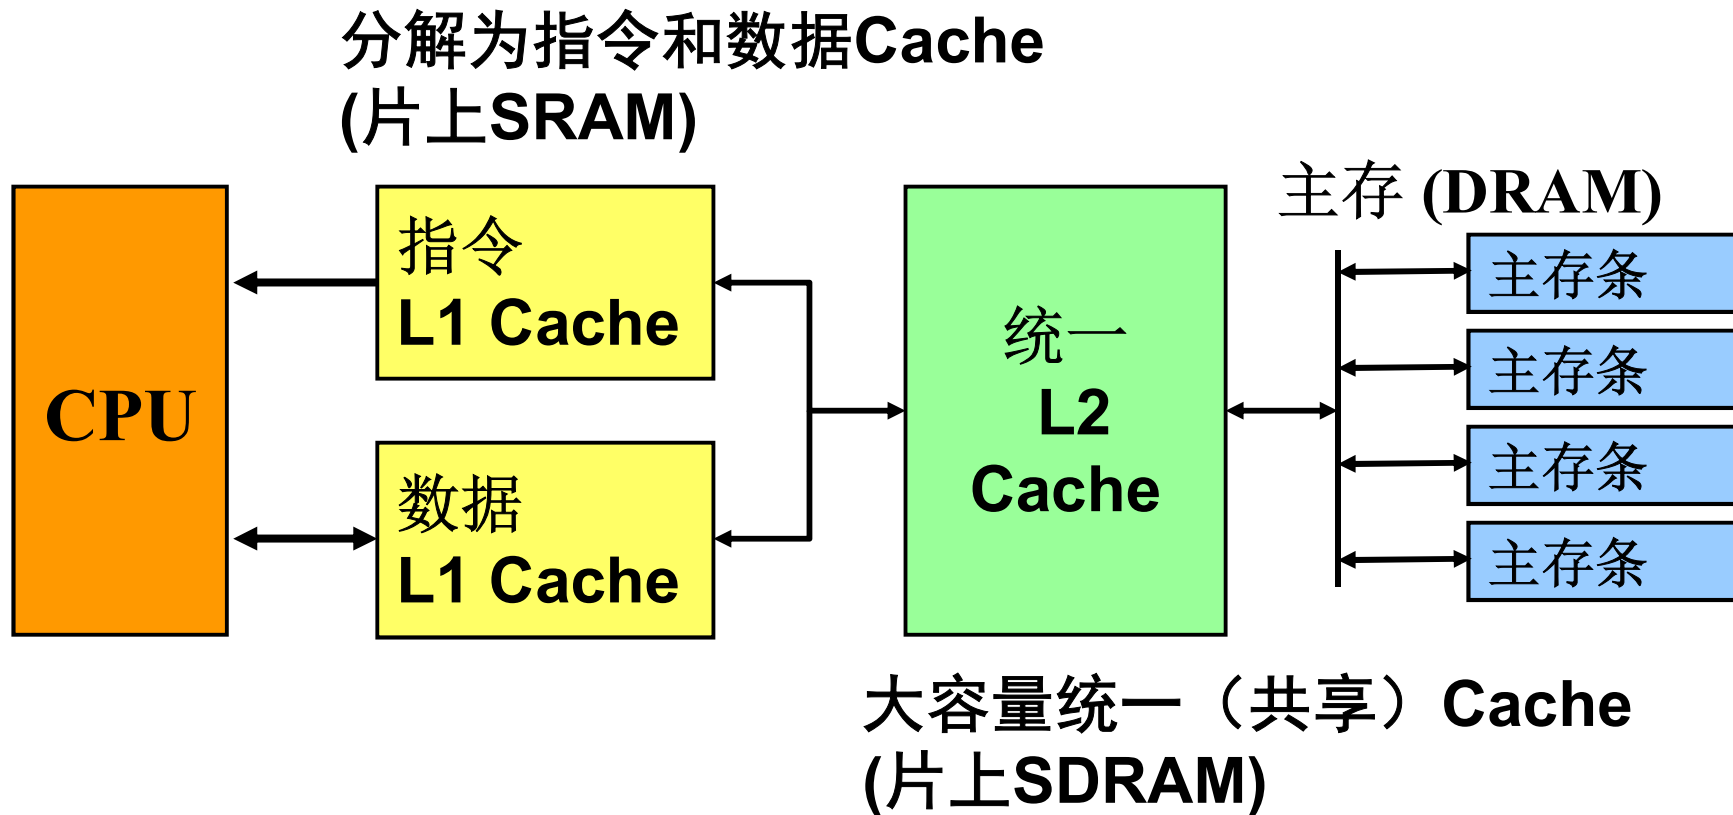 分解为指令和数据Cache
(片上SRAM)
主存 (DRAM)
CPU
指令
L1 Cache
数据
L1 Cache
统一
L2
Cache
主存条
主存条
主存条
主存条
大容量统一（共享）Cache
(片上SDRAM)